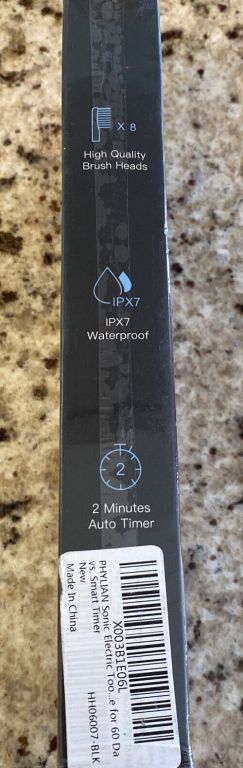 X 8
High Quality
Brush Heads
IPX7
IPX7
Waterproof
2
2 Minutes
Auto Timer
X003B1E06L
PHYLIAN Sonic Electric Too...e for 60 Da
ys. Smart Timer
New
HH06007-BLK
Made In China